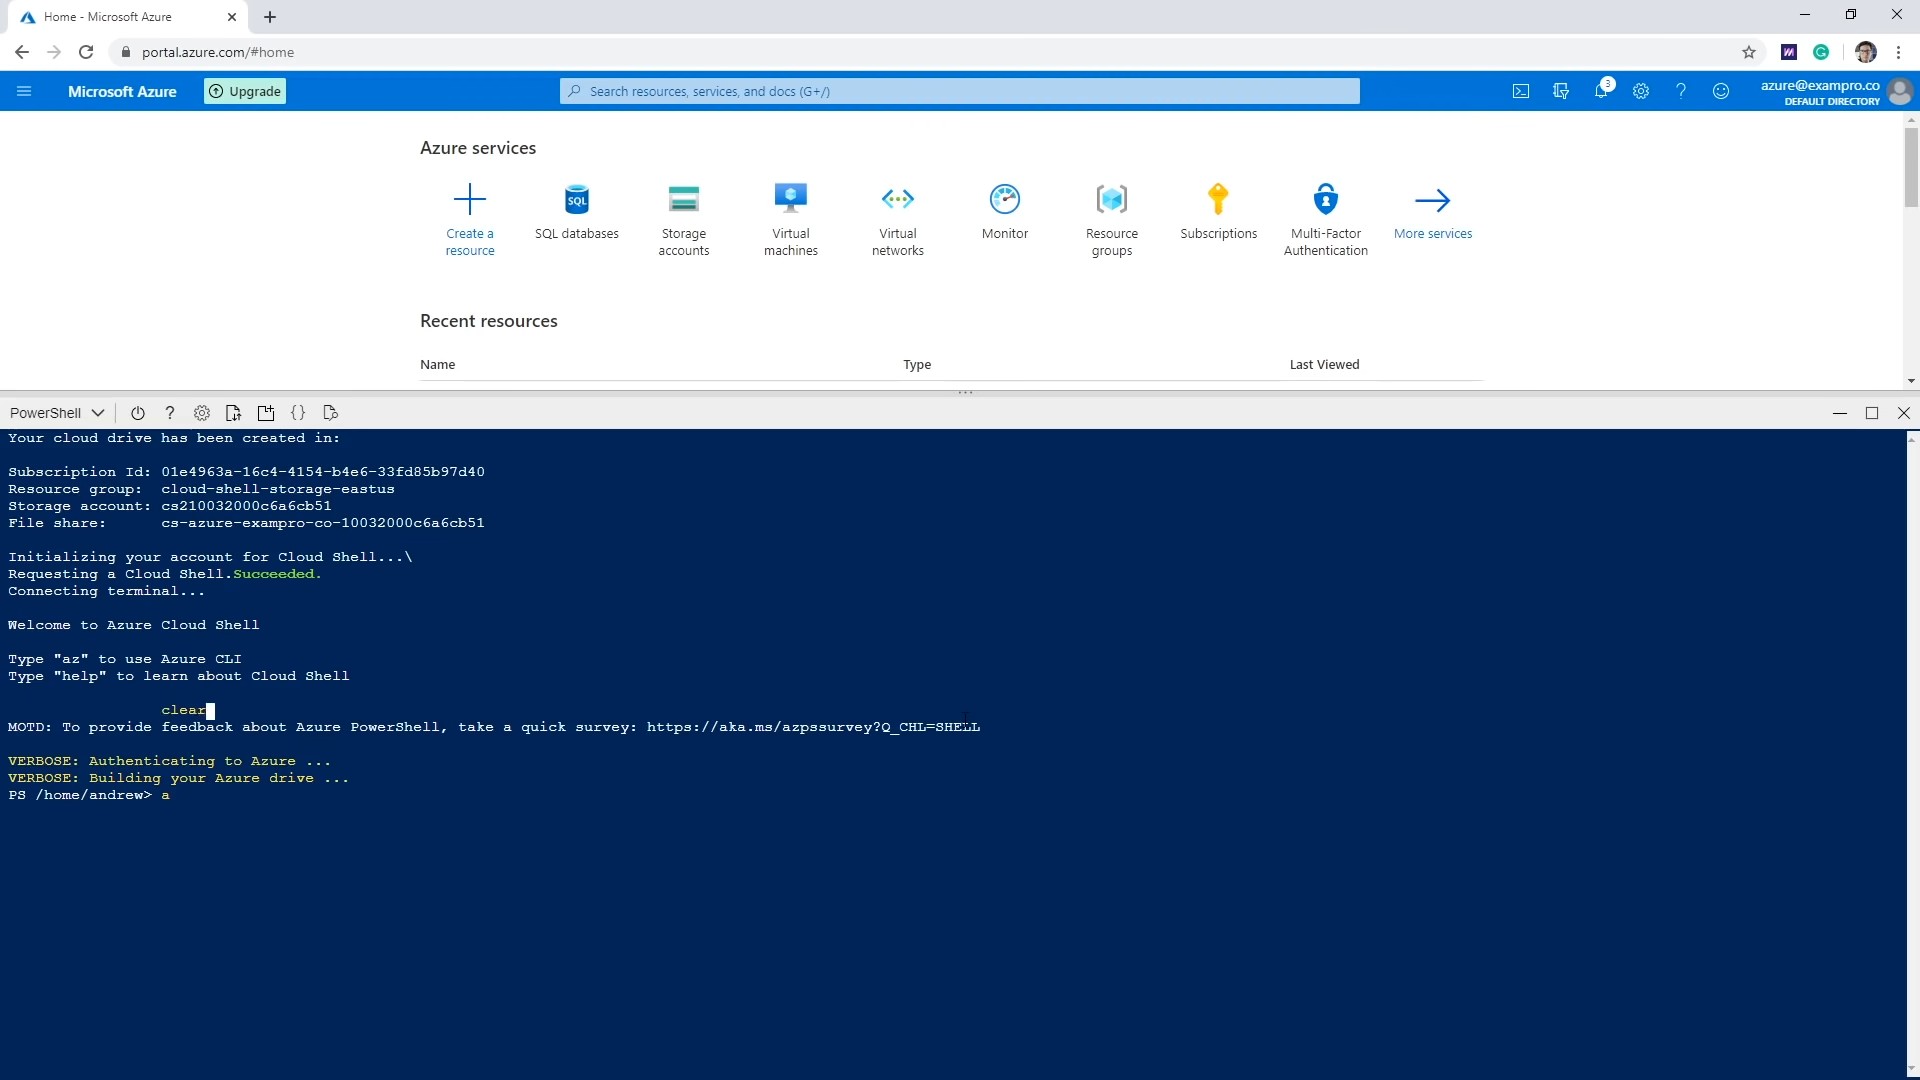 Home - Microsoft Azure
portal.azure.com/#home
Microsoft Azure
Upgrade
Search resources, services, and docs (G+/)
3
azure@exampro.co
DEFAULT DIRECTORY
Azure services
Create a resource
SQL
SQL databases
Storage accounts
Virtual machines
Virtual networks
Monitor
Resource groups
Subscriptions
Multi-Factor Authentication
More services
Recent resources
Name Type Last Viewed
PowerShell
Your cloud drive has been created in:
Subscription Id: 01e4963a-16c4-4154-b4e6-33fd85b97d40
Resource group: cloud-shell-storage-eastus
Storage account: cs210032000c6a6cb51
File share: cs-azure-exampro-co-10032000c6a6cb51
Initializing your account for Cloud Shell...\
Requesting a Cloud Shell.Succeeded.
Connecting terminal...
Welcome to Azure Cloud Shell
Type "az" to use Azure CLI
Type "help" to learn about Cloud Shell
clear
MOTD: To provide feedback about Azure PowerShell, take a quick survey: https://aka.ms/azpssurvey?Q_CHL=SHELL
VERBOSE: Authenticating to Azure ...
VERBOSE: Building your Azure drive ...
PS /home/andrew> a